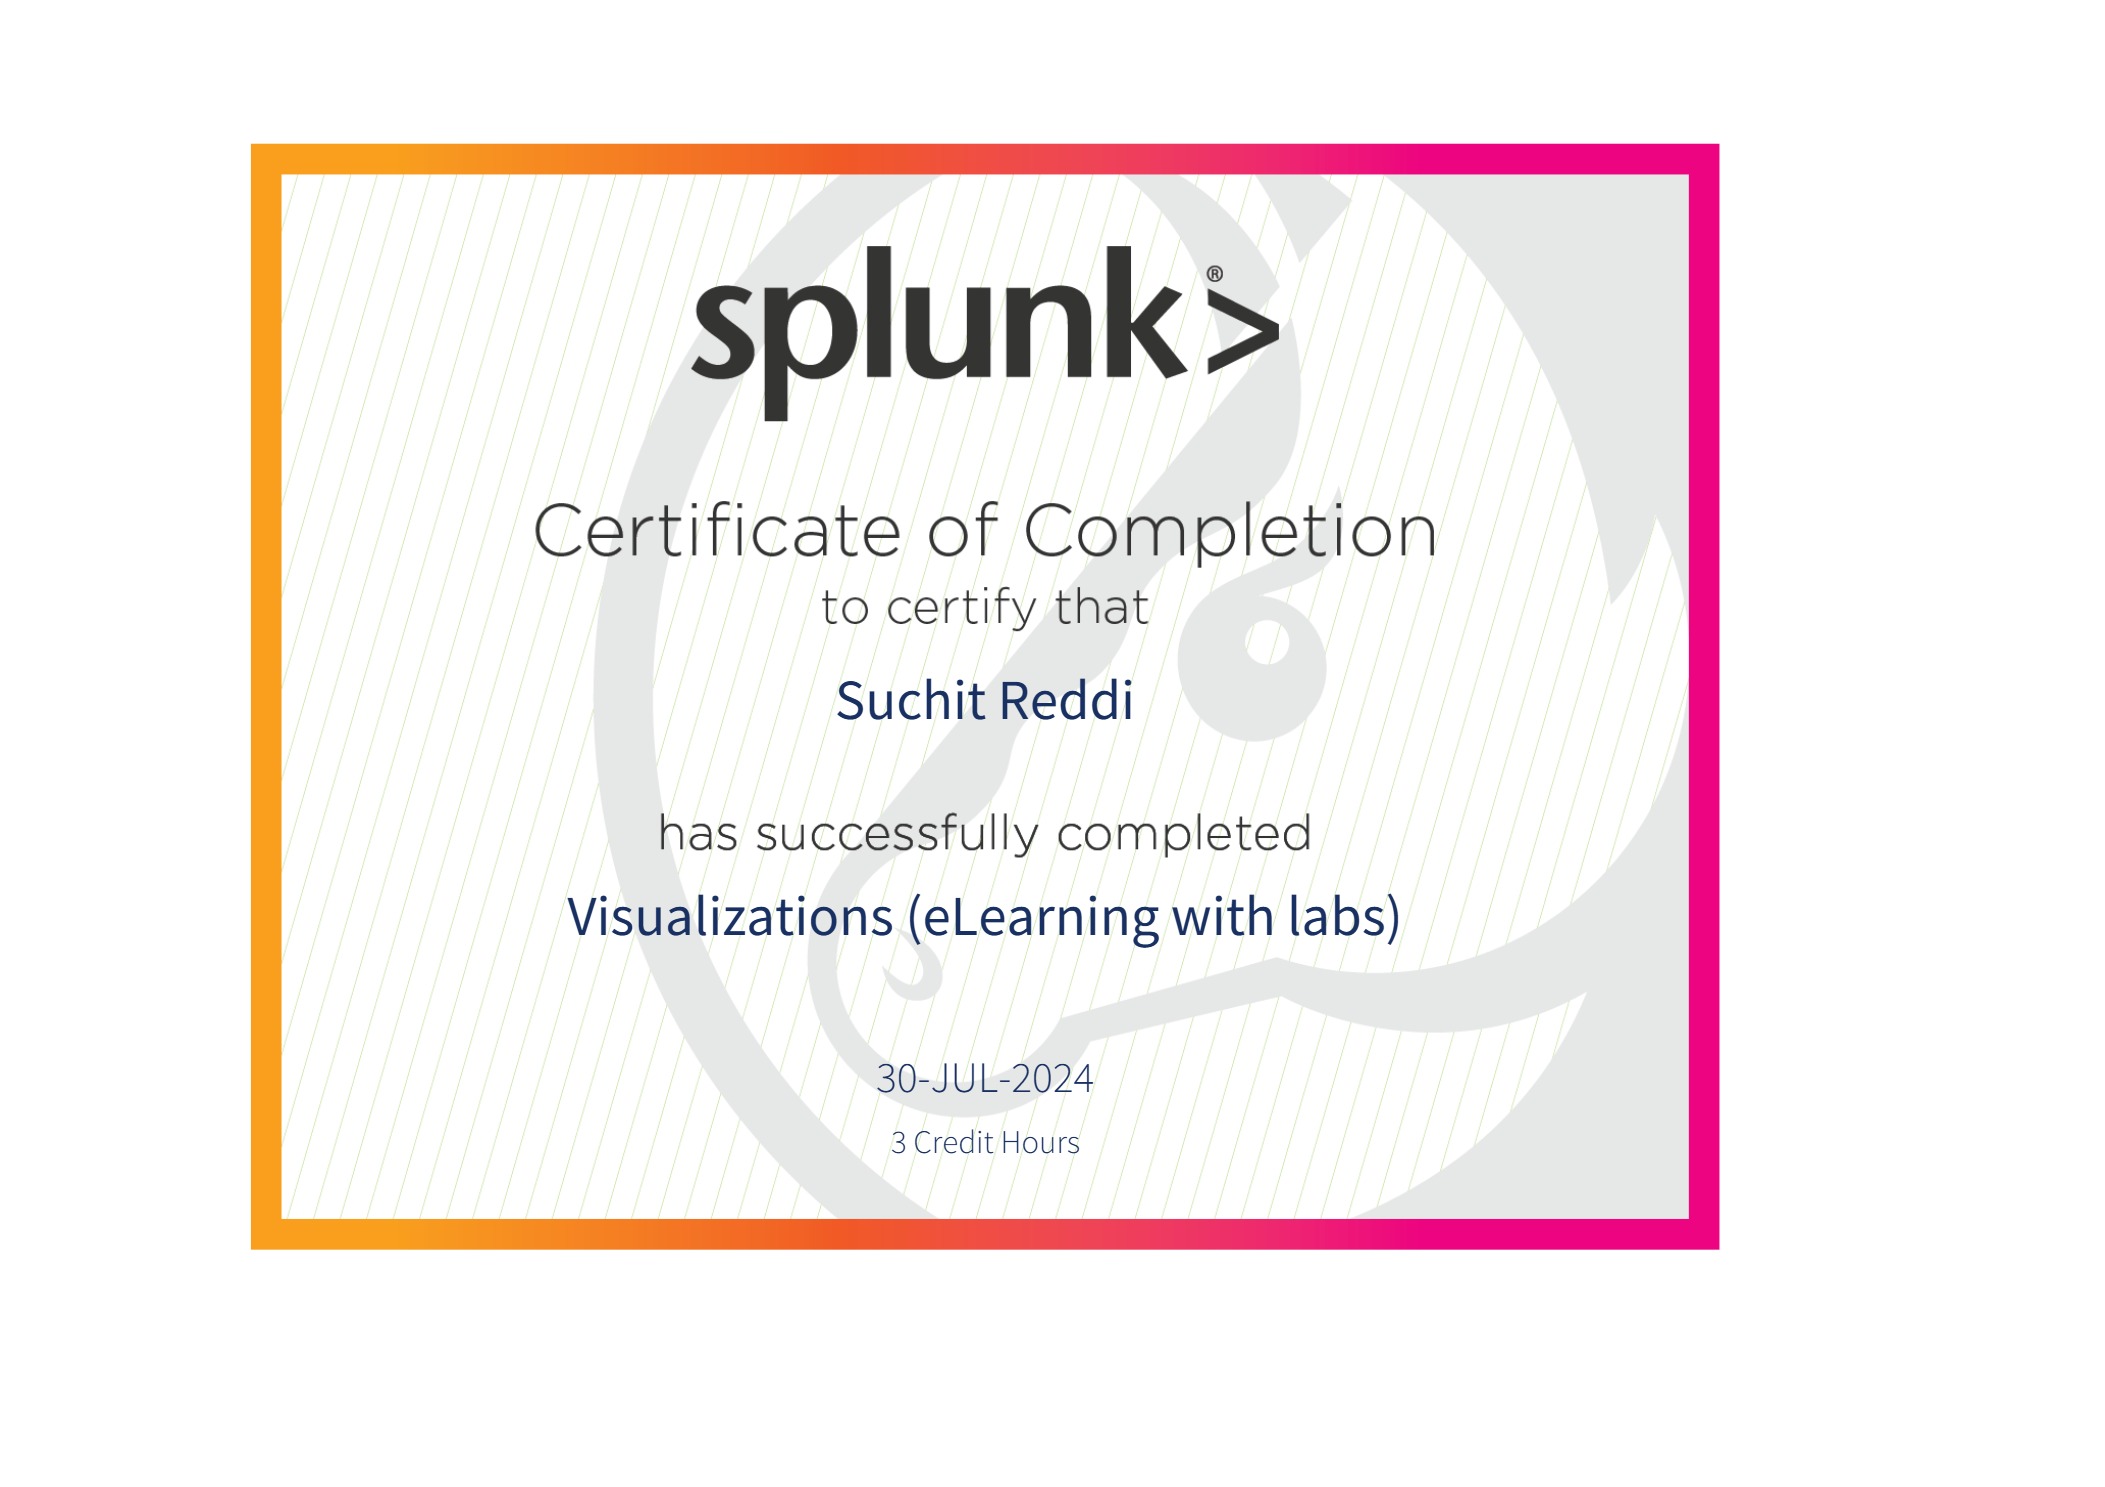 splunk>®
Certificate of Completion
to certify that
Suchit Reddi
has successfully completed
Visualizations (eLearning with labs)
30-JUL-2024
3 Credit Hours